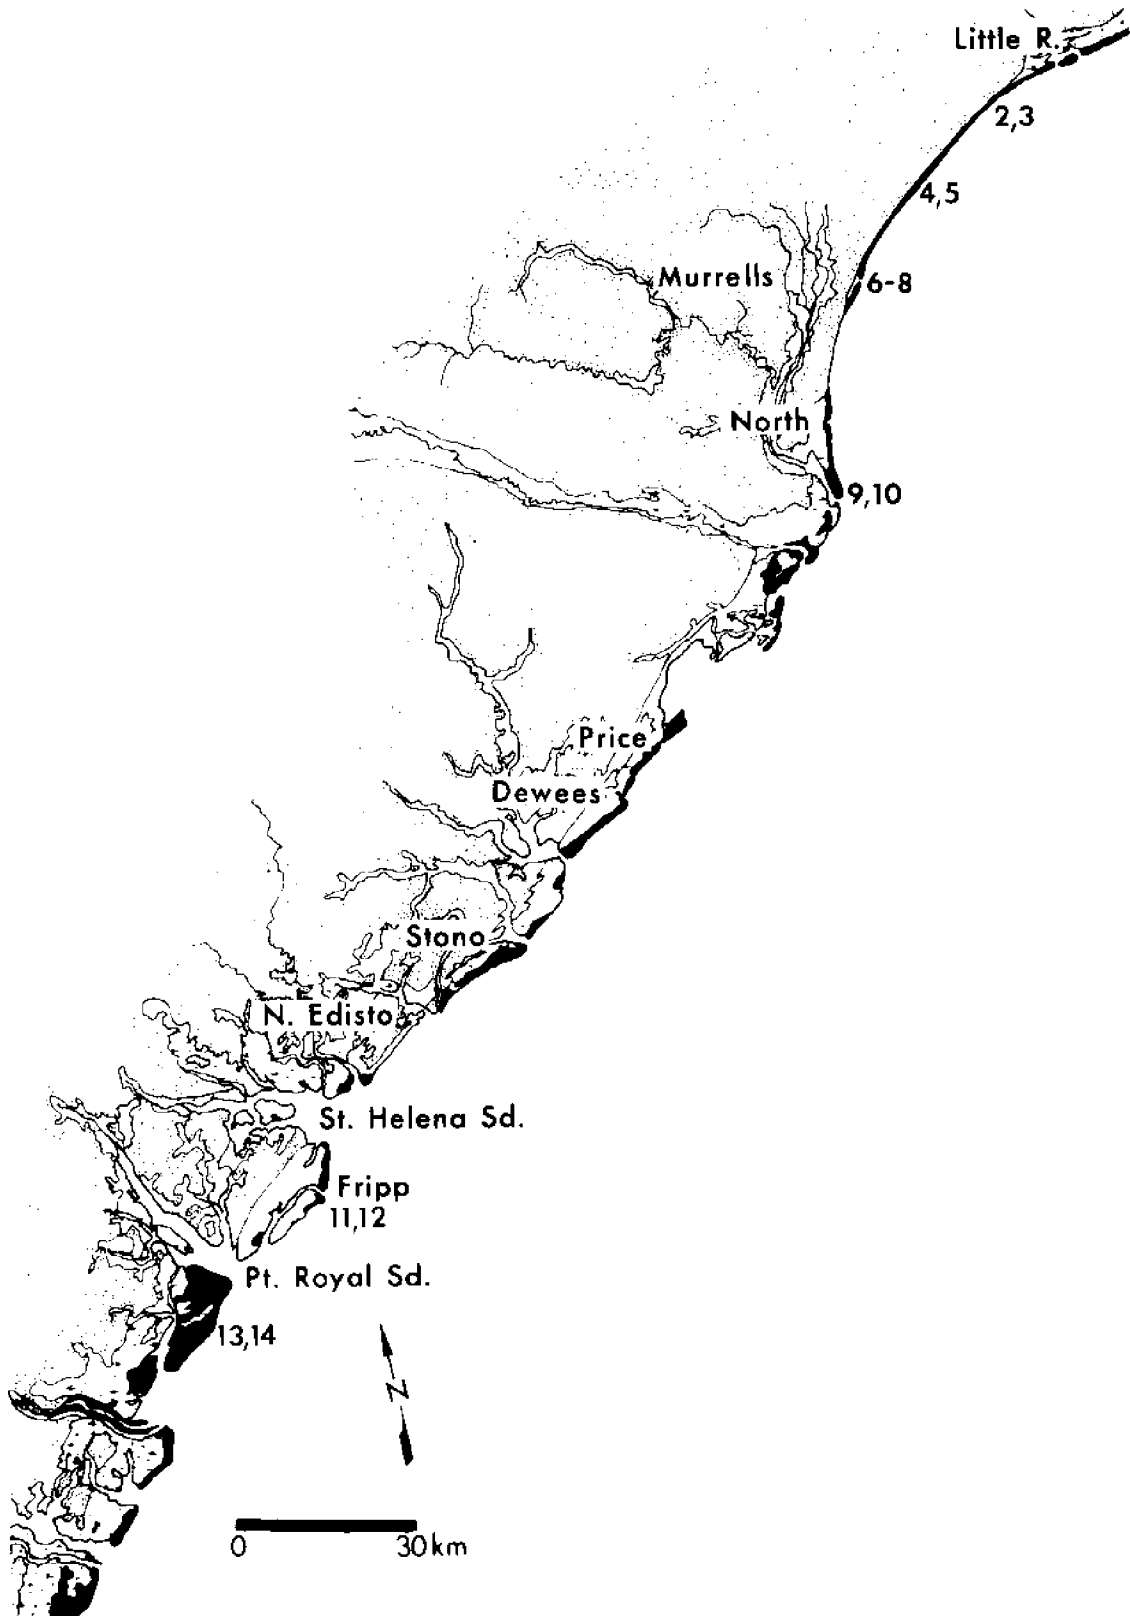 Little R.
2,3
4,5
Murrells
6-8
North
9,10
Price
Dewees
Stono
N. Edisto
St. Helena Sd.
Fripp
11,12
Pt. Royal Sd.
13,14
N
0 30km